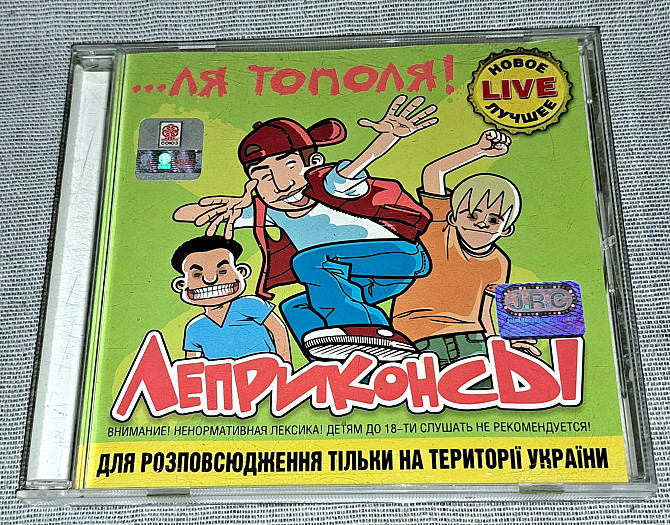 ...ЛЯ ТОПОЛЯ!
НОВОЕ
LIVE
ЛУЧШЕЕ
СОЮЗ
J.R.C
ЛЕПРИКОНСЫ
ВНИМАНИЕ! НЕНОРМАТИВНАЯ ЛЕКСИКА! ДЕТЯМ ДО 18-ТИ СЛУШАТЬ НЕ РЕКОМЕНДУЕТСЯ!
ДЛЯ РОЗПОВСЮДЖЕННЯ ТІЛЬКИ НА ТЕРИТОРІЇ УКРАЇНИ